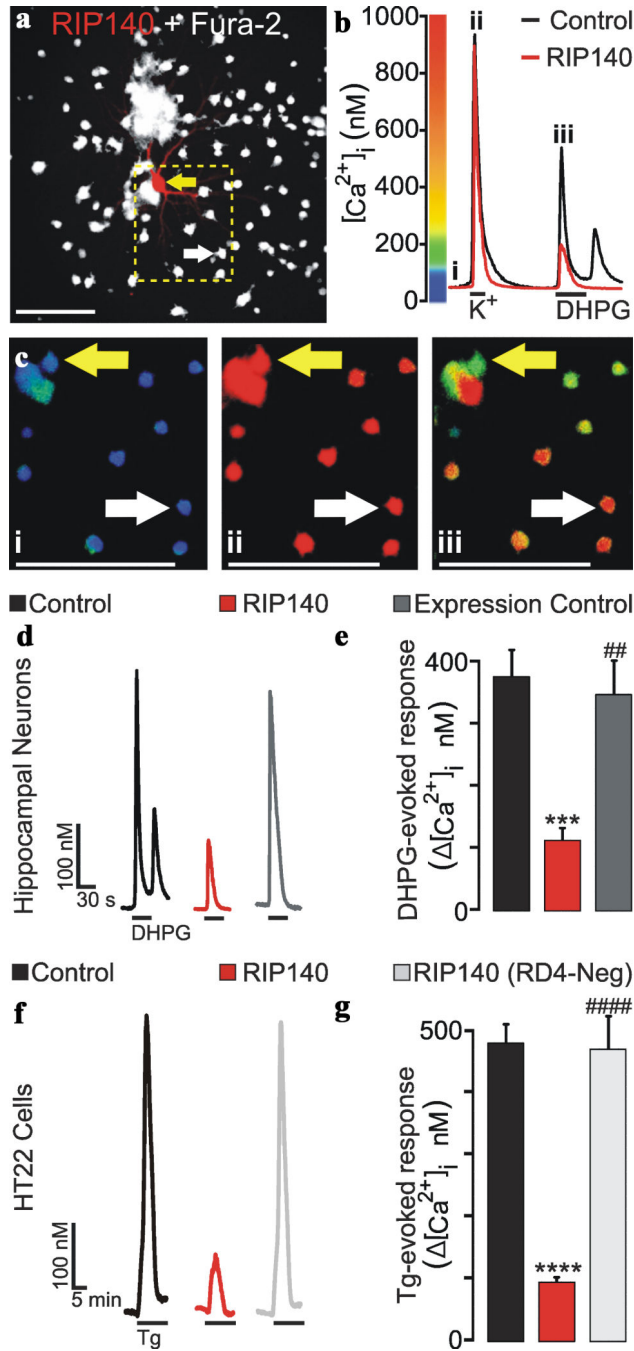 a RIP140 + Fura-2
b
Control
RIP140
[Ca²⁺]ᵢ (nM)
1000
800
600
400
200
0
i
ii
iii
K⁺
DHPG
c
i
ii
iii
Control
RIP140
Expression Control
d
Hippocampal Neurons
100 nM
30 s
DHPG
e
DHPG-evoked response
(Δ[Ca²⁺]ᵢ nM)
400
0
***
##
Control
RIP140
RIP140 (RD4-Neg)
f
HT22 Cells
100 nM
5 min
Tg
g
Tg-evoked response
(Δ[Ca²⁺]ᵢ nM)
500
0
****
####